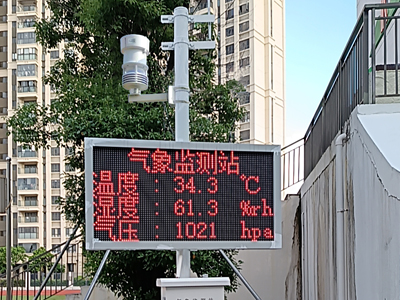 气象监测站
温度: 34.3 ℃
湿度: 61.3 %rh
气压: 1021 hpa